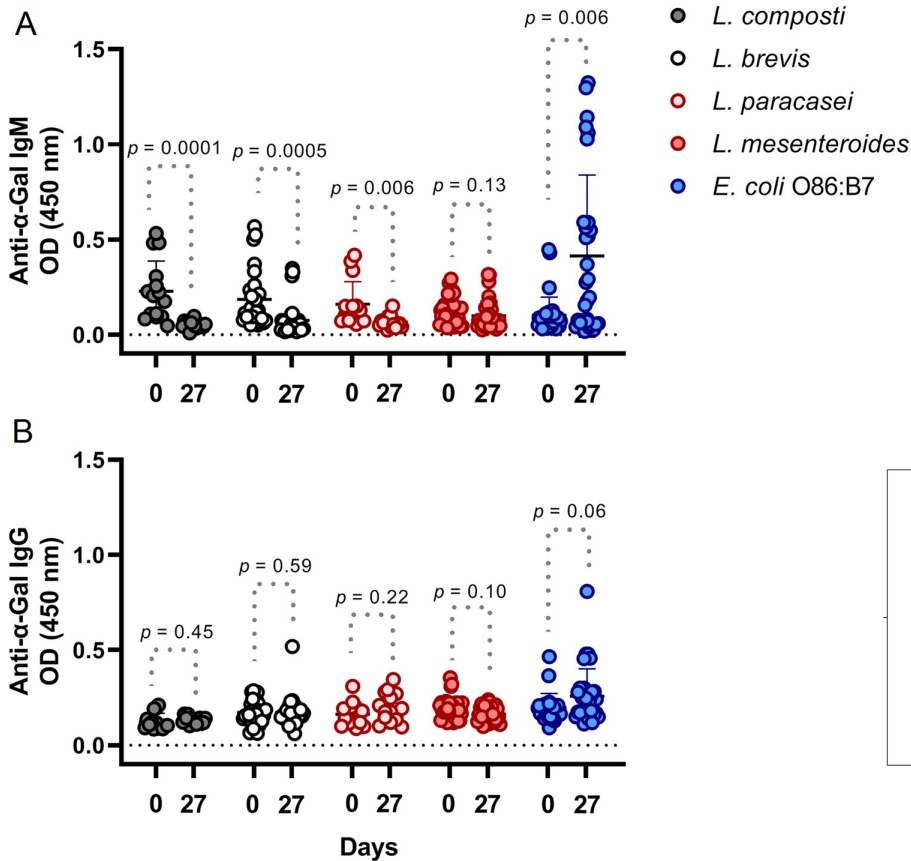 A
p = 0.006
L. composti
L. brevis
L. paracasei
L. mesenteroides
E. coli O86:B7
1.5
1.0
0.5
0.0
Anti-α-Gal IgM
OD (450 nm)
p = 0.0001
p = 0.0005
p = 0.006
p = 0.13
0 27 0 27 0 27 0 27 0 27
B
1.5
1.0
0.5
0.0
Anti-α-Gal IgG
OD (450 nm)
p = 0.45
p = 0.59
p = 0.22
p = 0.10
p = 0.06
0 27 0 27 0 27 0 27 0 27
Days